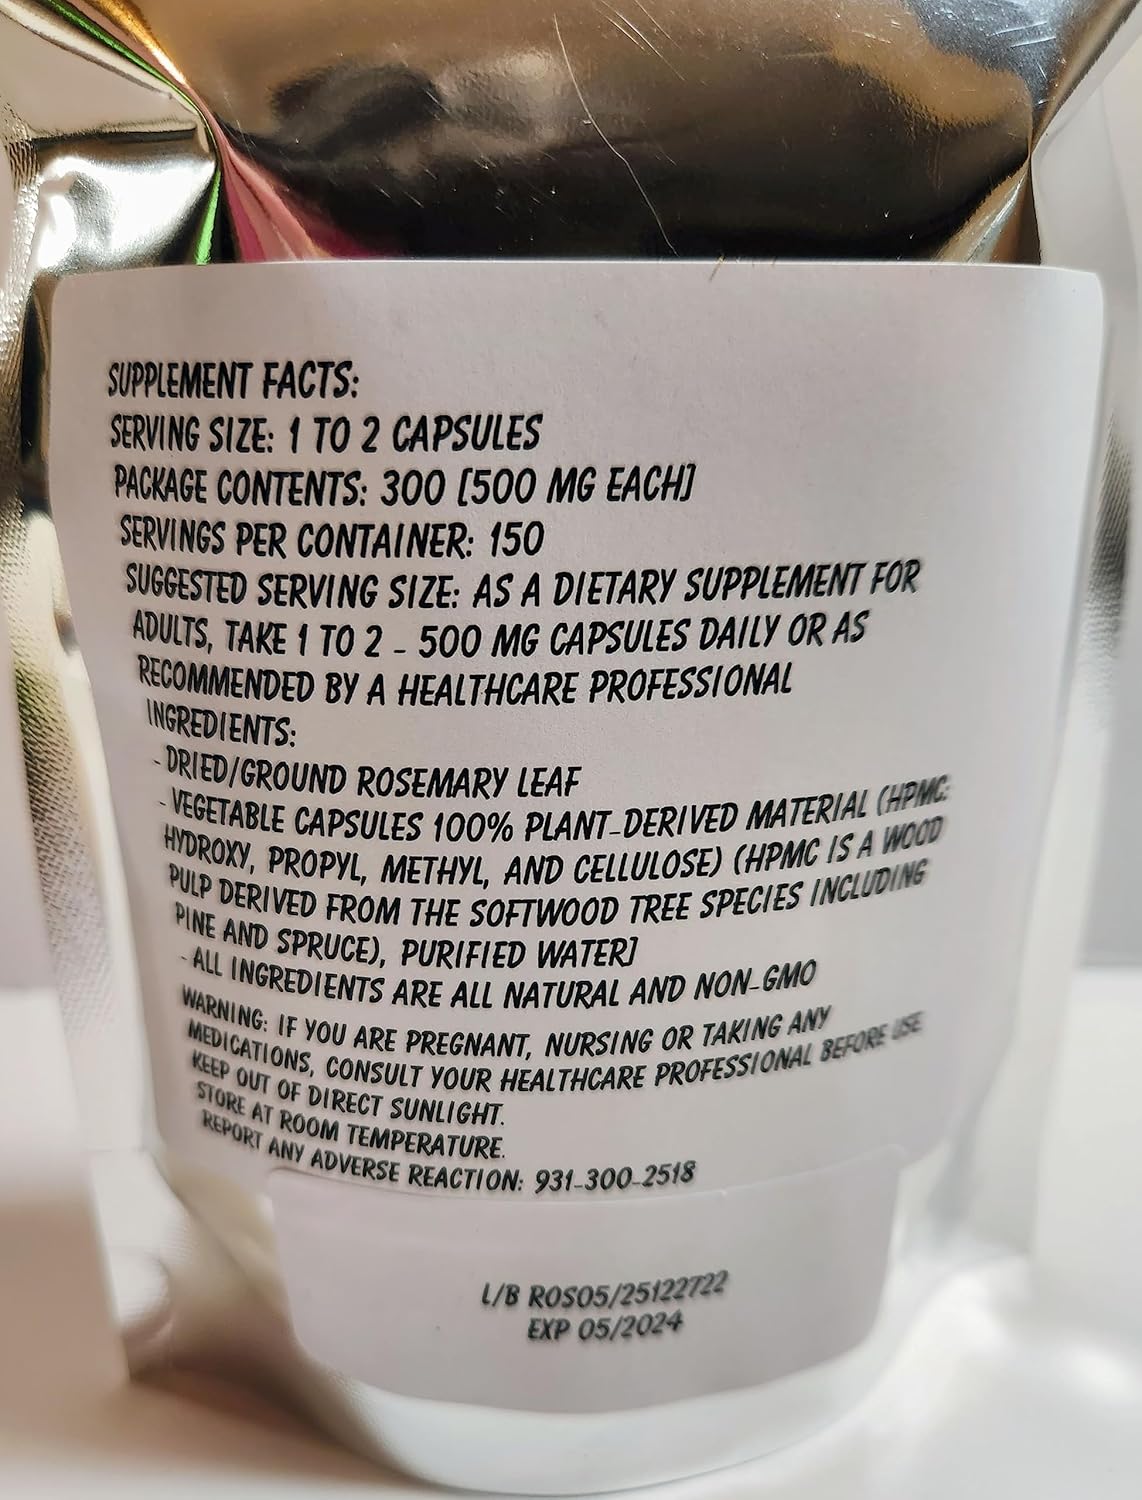 SUPPLEMENT FACTS:
SERVING SIZE: 1 TO 2 CAPSULES
PACKAGE CONTENTS: 300 [500 MG EACH]
SERVINGS PER CONTAINER: 150
SUGGESTED SERVING SIZE: AS A DIETARY SUPPLEMENT FOR
ADULTS, TAKE 1 TO 2 - 500 MG CAPSULES DAILY OR AS
RECOMMENDED BY A HEALTHCARE PROFESSIONAL
INGREDIENTS:
- DRIED/GROUND ROSEMARY LEAF
- VEGETABLE CAPSULES 100% PLANT-DERIVED MATERIAL (HPMC:
HYDROXY, PROPYL, METHYL, AND CELLULOSE) (HPMC IS A WOOD
PULP DERIVED FROM THE SOFTWOOD TREE SPECIES INCLUDING
PINE AND SPRUCE), PURIFIED WATER]
- ALL INGREDIENTS ARE ALL NATURAL AND NON-GMO
WARNING: IF YOU ARE PREGNANT, NURSING OR TAKING ANY
MEDICATIONS, CONSULT YOUR HEALTHCARE PROFESSIONAL BEFORE USE
KEEP OUT OF DIRECT SUNLIGHT.
STORE AT ROOM TEMPERATURE.
REPORT ANY ADVERSE REACTION: 931-300-2518
L/B ROS05/25122722
EXP 05/2024